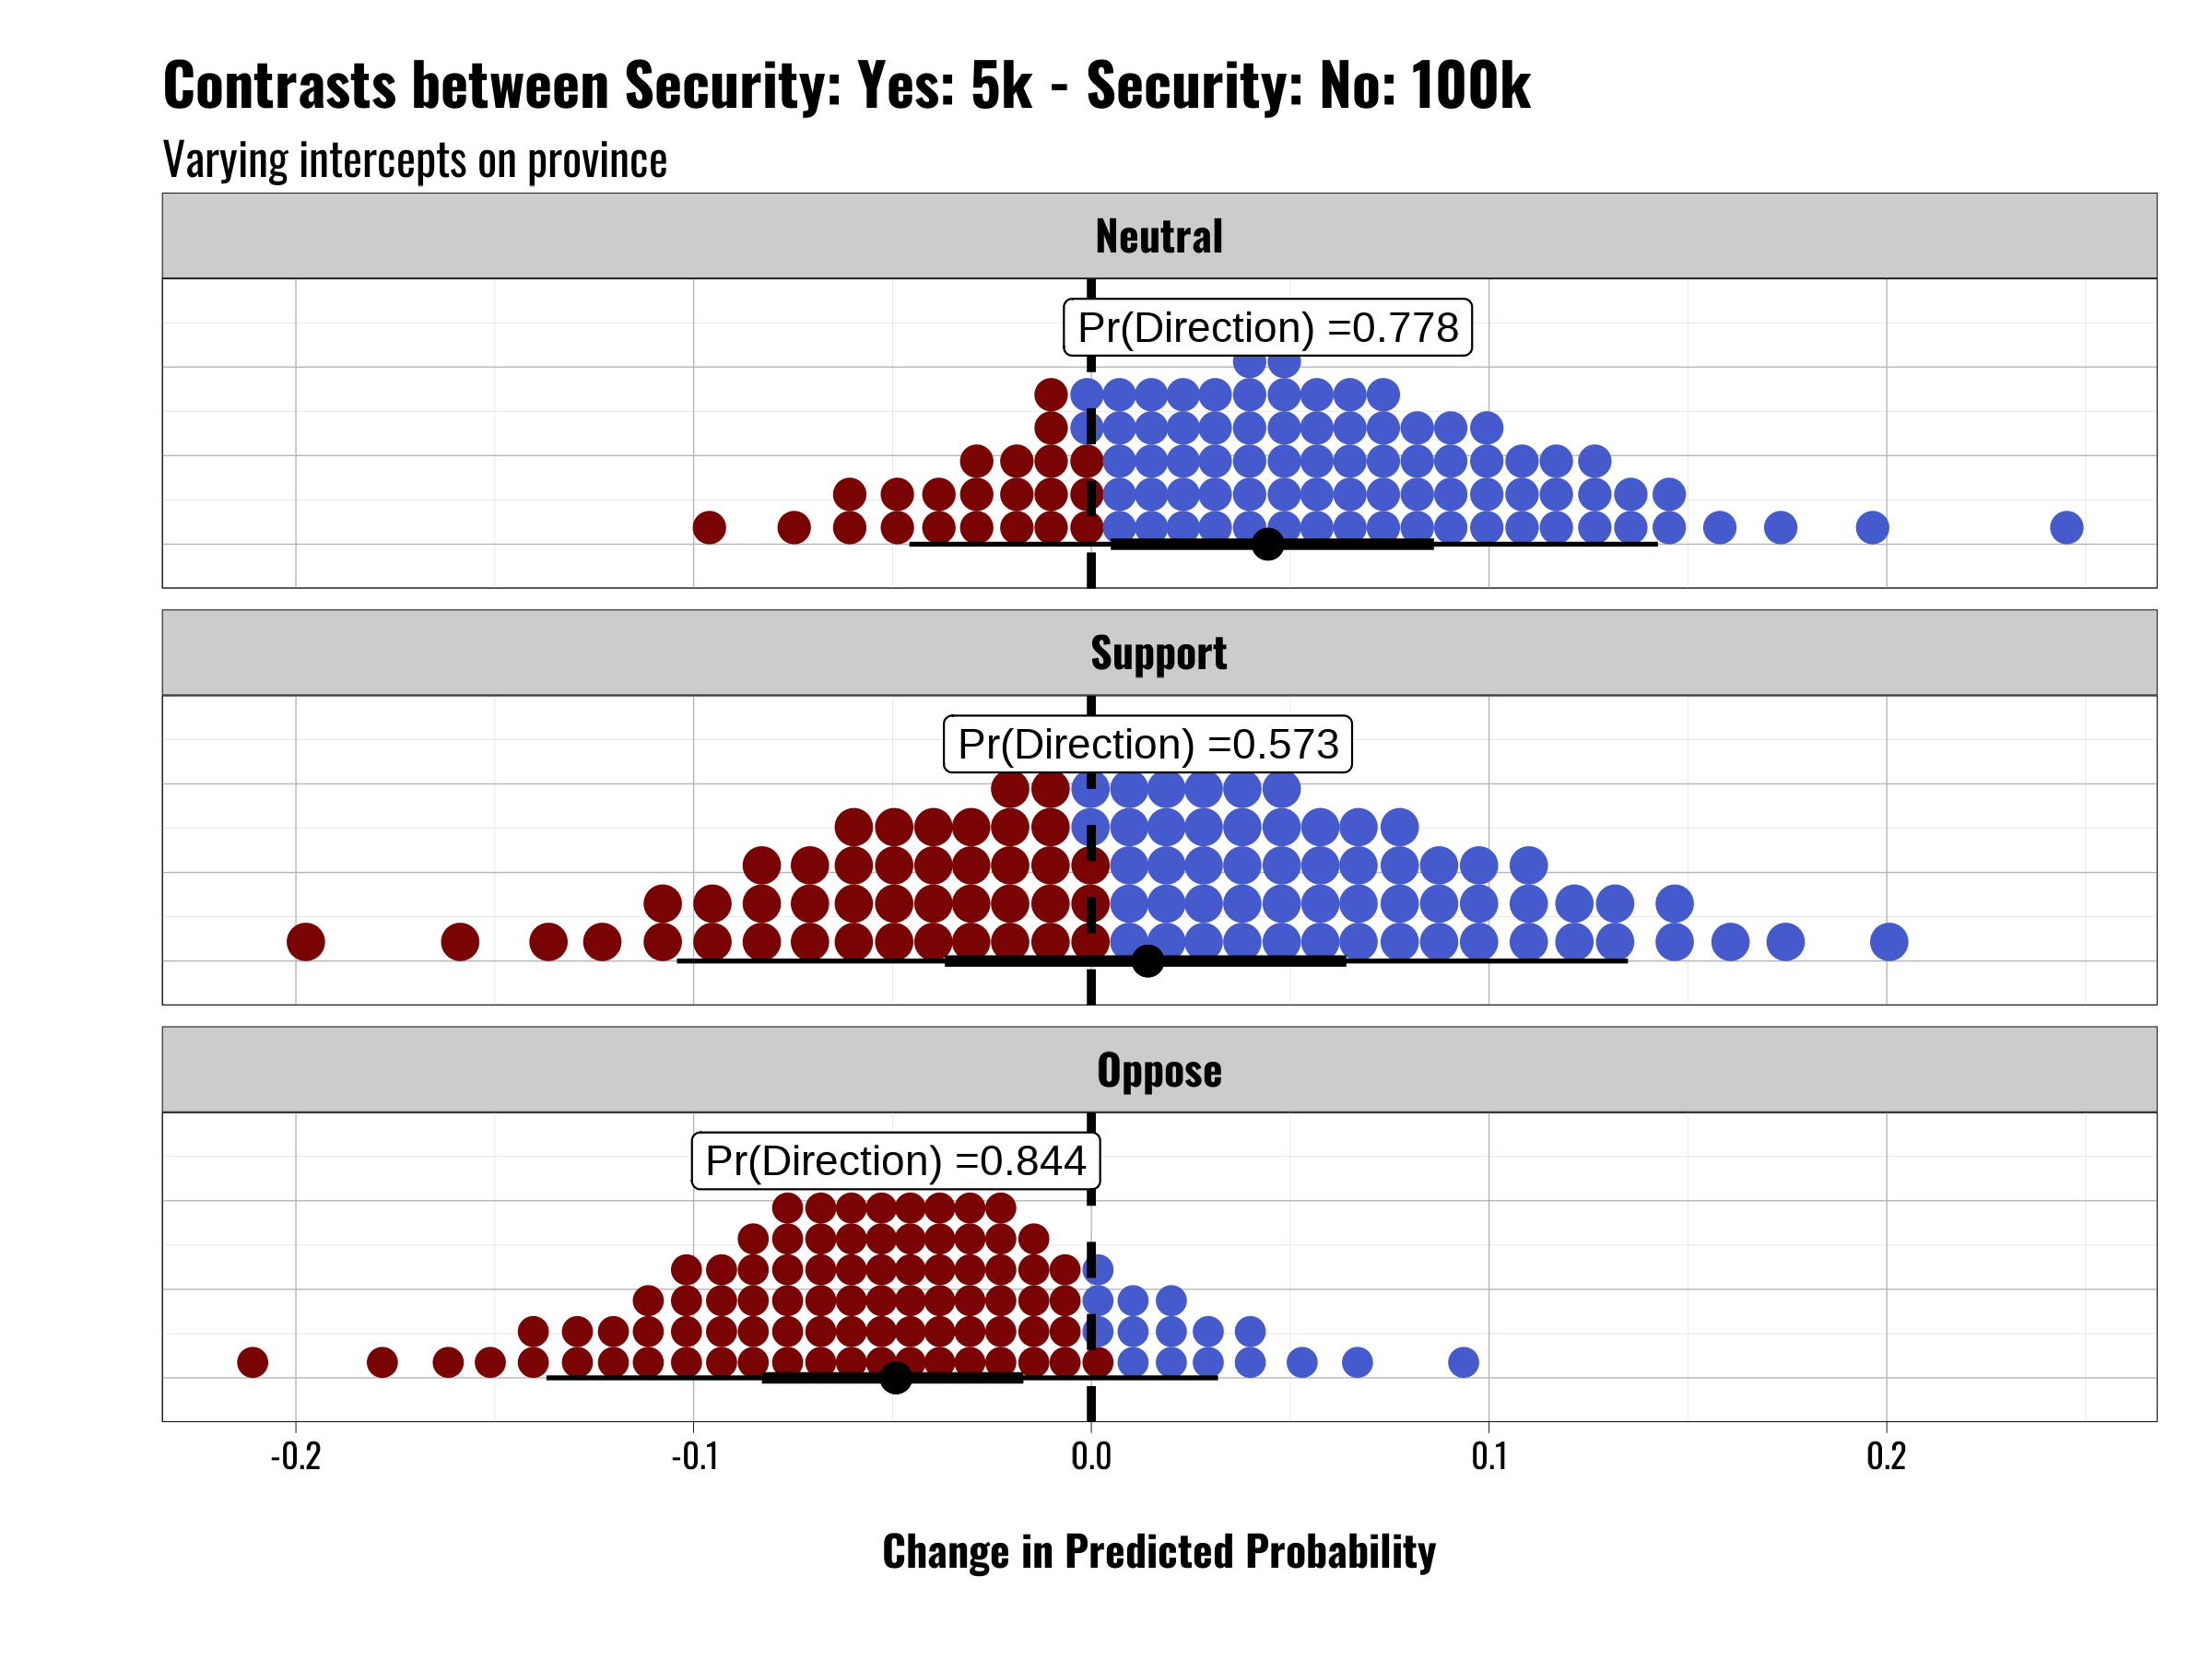 Contrasts between Security: Yes: 5k - Security: No: 100k
Varying intercepts on province
Neutral
Pr(Direction) =0.778
Support
Pr(Direction) =0.573
Oppose
Pr(Direction) =0.844
-0.2 -0.1 0.0 0.1 0.2
Change in Predicted Probability